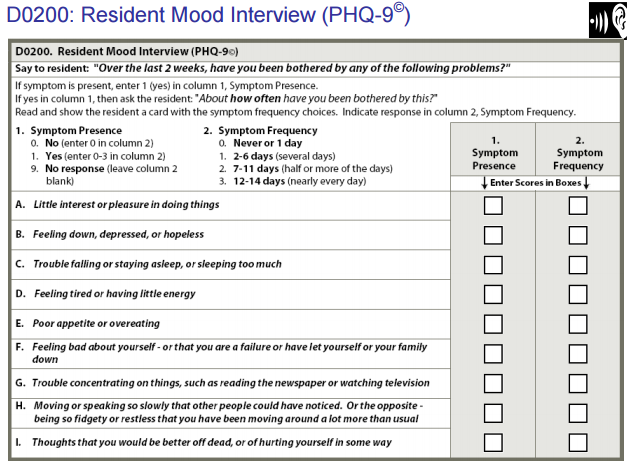 D0200: Resident Mood Interview (PHQ-9©)
D0200. Resident Mood Interview (PHQ-9©)
Say to resident: "Over the last 2 weeks, have you been bothered by any of the following problems?"
If symptom is present, enter 1 (yes) in column 1, Symptom Presence.
If yes in column 1, then ask the resident: "About how often have you been bothered by this?"
Read and show the resident a card with the symptom frequency choices. Indicate response in column 2, Symptom Frequency.
1. Symptom Presence
0. No (enter 0 in column 2)
1. Yes (enter 0-3 in column 2)
9. No response (leave column 2
blank)
2. Symptom Frequency
0. Never or 1 day
1. 2-6 days (several days)
2. 7-11 days (half or more of the days)
3. 12-14 days (nearly every day)
1.
Symptom
Presence
2.
Symptom
Frequency
↓ Enter Scores in Boxes ↓
A. Little interest or pleasure in doing things
B. Feeling down, depressed, or hopeless
C. Trouble falling or staying asleep, or sleeping too much
D. Feeling tired or having little energy
E. Poor appetite or overeating
F. Feeling bad about yourself - or that you are a failure or have let yourself or your family
down
G. Trouble concentrating on things, such as reading the newspaper or watching television
H. Moving or speaking so slowly that other people could have noticed. Or the opposite -
being so fidgety or restless that you have been moving around a lot more than usual
I. Thoughts that you would be better off dead, or of hurting yourself in some way